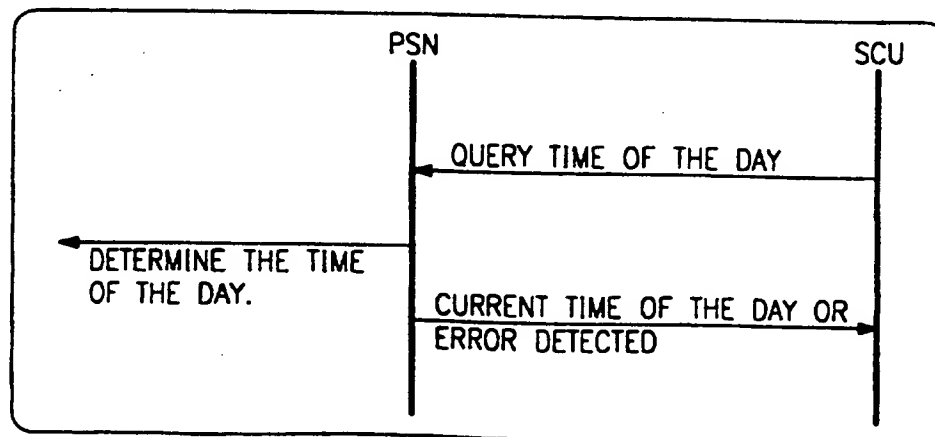 PSN
SCU
QUERY TIME OF THE DAY
DETERMINE THE TIME
OF THE DAY.
CURRENT TIME OF THE DAY OR
ERROR DETECTED